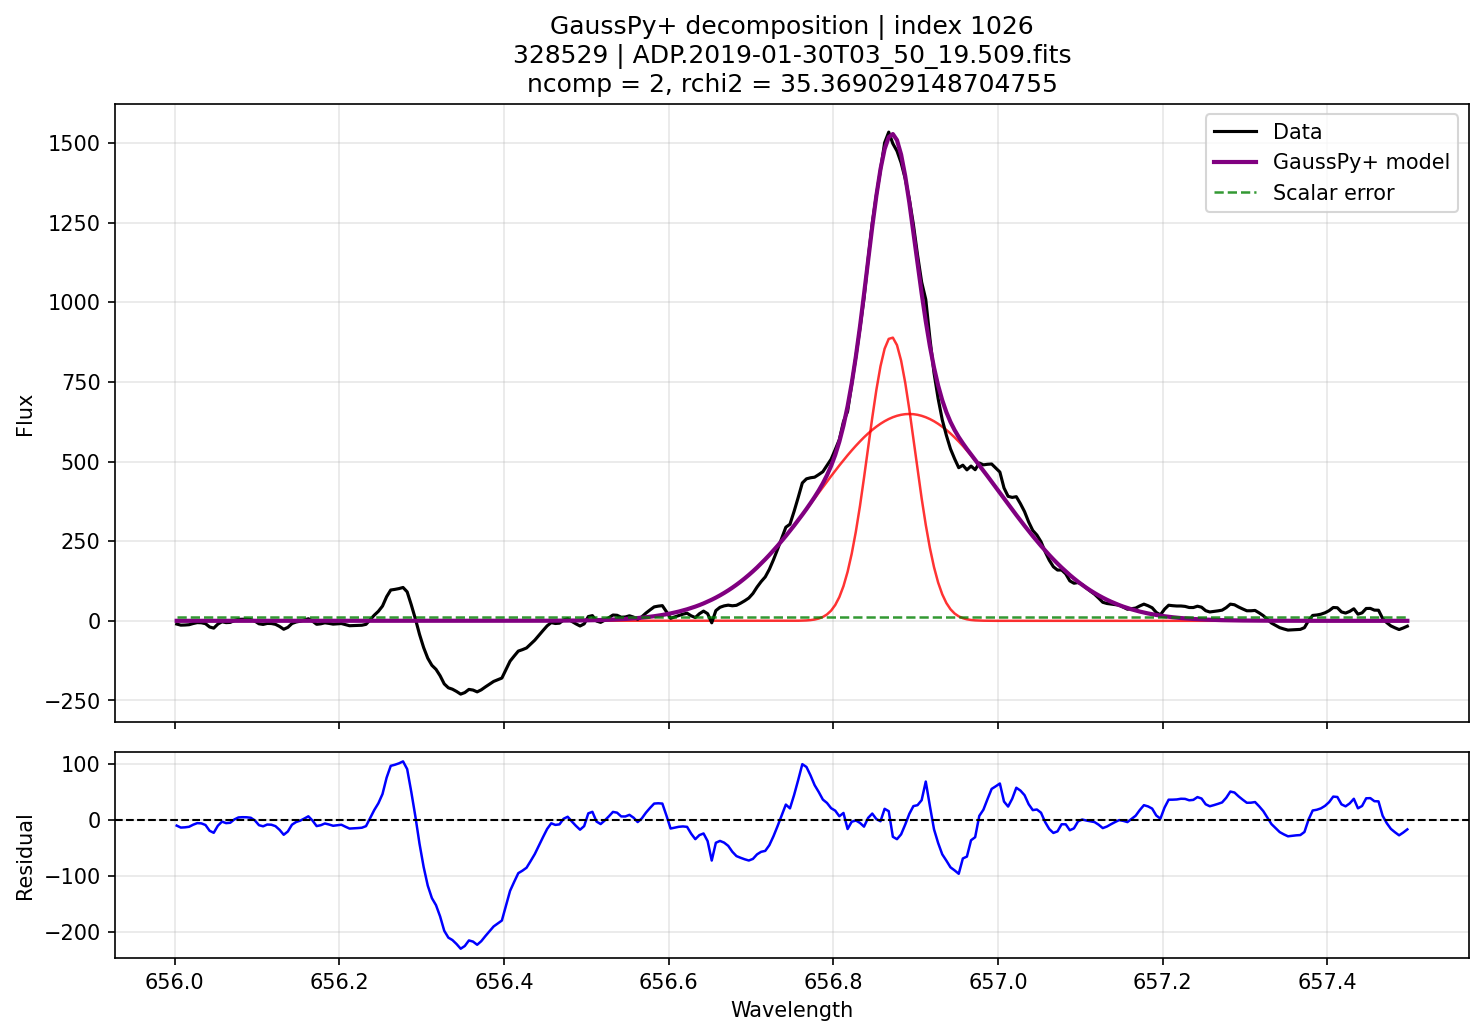 GaussPy+ decomposition | index 1026
328529 | ADP.2019-01-30T03_50_19.509.fits
ncomp = 2, rchi2 = 35.369029148704755
Data
GaussPy+ model
Scalar error
Flux
1500
1250
1000
750
500
250
0
−250
Residual
100
0
−100
−200
656.0 656.2 656.4 656.6 656.8 657.0 657.2 657.4
Wavelength